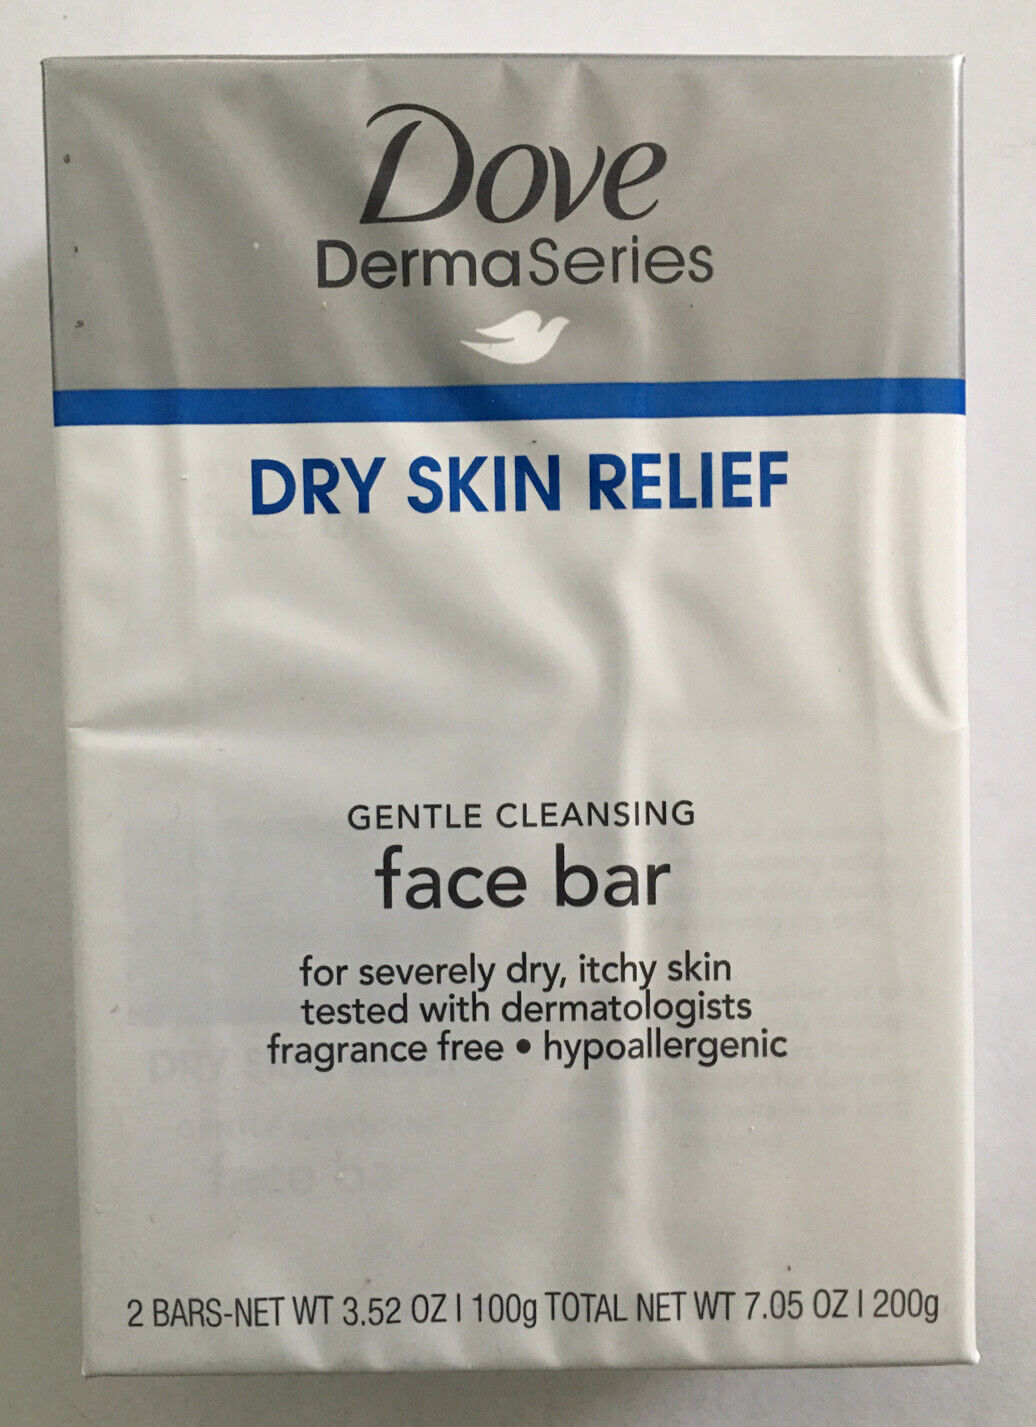 Dove
DermaSeries
DRY SKIN RELIEF
GENTLE CLEANSING
face bar
for severely dry, itchy skin
tested with dermatologists
fragrance free • hypoallergenic
2 BARS-NET WT 3.52 OZ I 100g TOTAL NET WT 7.05 OZ I 200g